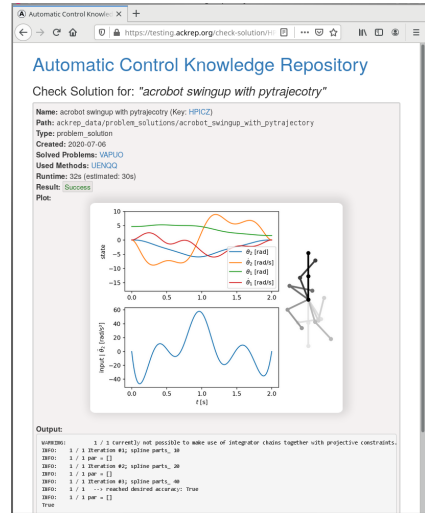 Automatic Control Knowled
https://testing.ackrep.org/check-solution/H
Automatic Control Knowledge Repository
Check Solution for: "acrobot swingup with pytrajecotry"
Name: acrobot swingup with pytrajecotry (Key: HPICZ)
Path: ackrep_data/problem_solutions/acrobot_swingup_with_pytrajectory
Type: problem_solution
Created: 2020-07-06
Solved Problems: VAPUO
Used Methods: UENQQ
Runtime: 32s (estimated: 30s)
Result: Success
Plot:
state
10
5
0
−5
−10
−15
θ₂ [rad]
θ̇₂ [rad/s]
θ₁ [rad]
θ̇₁ [rad/s]
0.0 0.5 1.0 1.5 2.0
input [ θ̈₂ [rad/s²]
60
40
20
0
−20
−40
0.0 0.5 1.0 1.5 2.0
t [s]
Output:
WARNING: 1 / 1 Currently not possible to make use of integrator chains together with projective constraints.
INFO: 1 / 1 Iteration #1; spline parts_ 10
INFO: 1 / 1 par = []
INFO: 1 / 1 Iteration #2; spline parts_ 20
INFO: 1 / 1 par = []
INFO: 1 / 1 Iteration #3; spline parts_ 40
INFO: 1 / 1 --> reached desired accuracy: True
INFO: 1 / 1 par = []
True